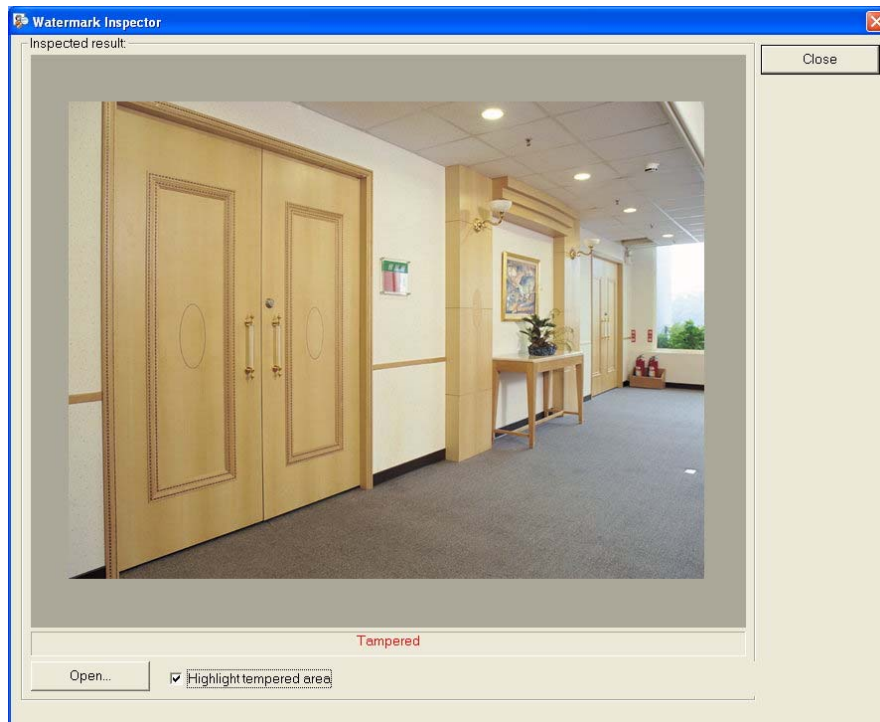 Watermark Inspector
Inspected result:
Close
Tampered
Open...
Highlight tempered area